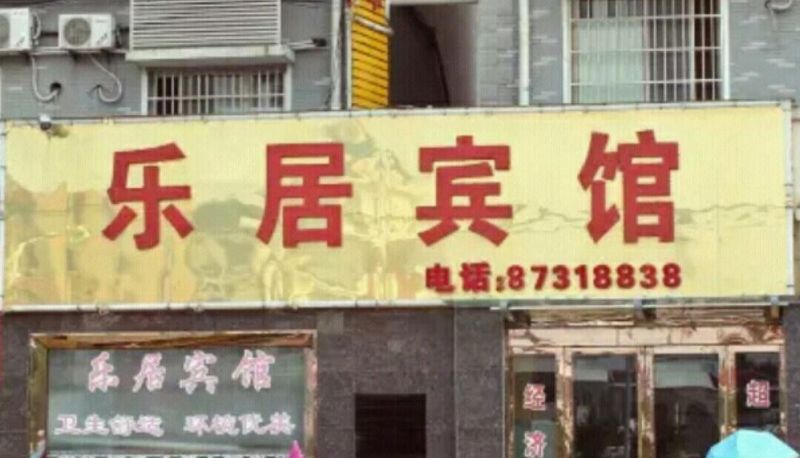 乐居宾馆
电话:87318838
乐居宾馆
卫生舒适 环境优美
经济
超